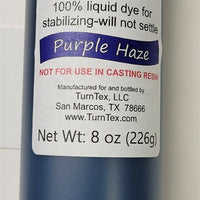 100% liquid dye for
stabilizing-will not settle
Purple Haze
NOT FOR USE IN CASTING RESIN
Manufactured for and bottled by
TurnTex, LLC
San Marcos, TX 78666
www.TurnTex.com
Net Wt: 8 oz (226g)